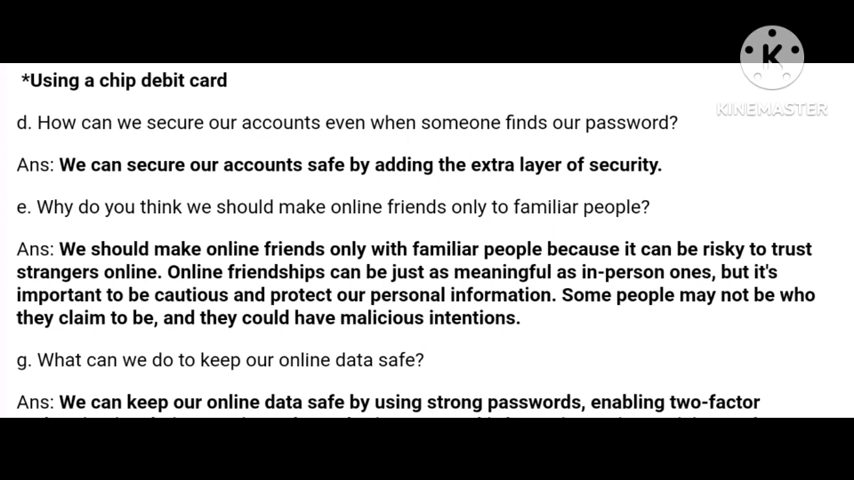 *Using a chip debit card
KINEMASTER
d. How can we secure our accounts even when someone finds our password?
Ans: We can secure our accounts safe by adding the extra layer of security.
e. Why do you think we should make online friends only to familiar people?
Ans: We should make online friends only with familiar people because it can be risky to trust
strangers online. Online friendships can be just as meaningful as in-person ones, but it's
important to be cautious and protect our personal information. Some people may not be who
they claim to be, and they could have malicious intentions.
g. What can we do to keep our online data safe?
Ans: We can keep our online data safe by using strong passwords, enabling two-factor